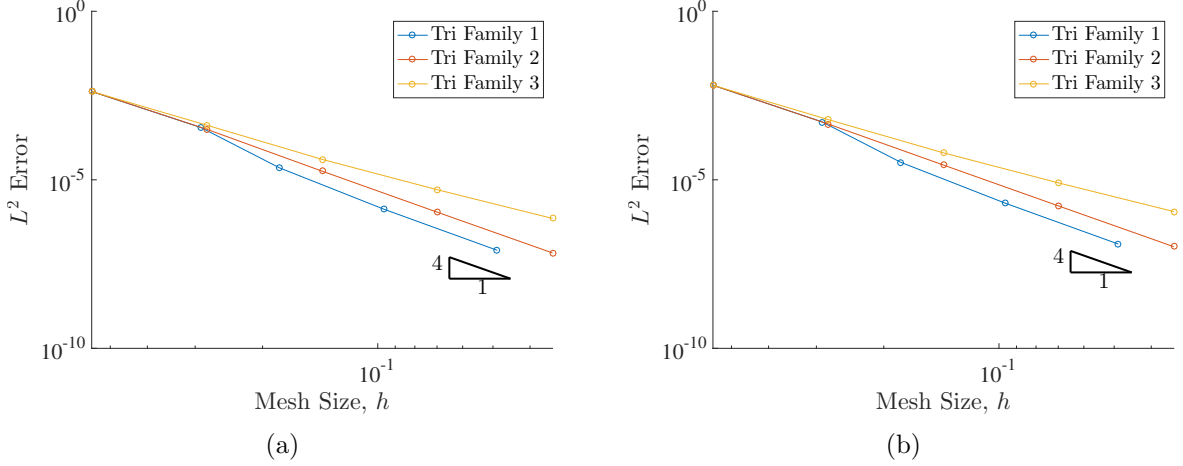 10^0
10^-5
10^-10
L^2 Error
Tri Family 1
Tri Family 2
Tri Family 3
4
1
10^-1
Mesh Size, h
(a)
10^0
10^-5
10^-10
L^2 Error
Tri Family 1
Tri Family 2
Tri Family 3
4
1
10^-1
Mesh Size, h
(b)